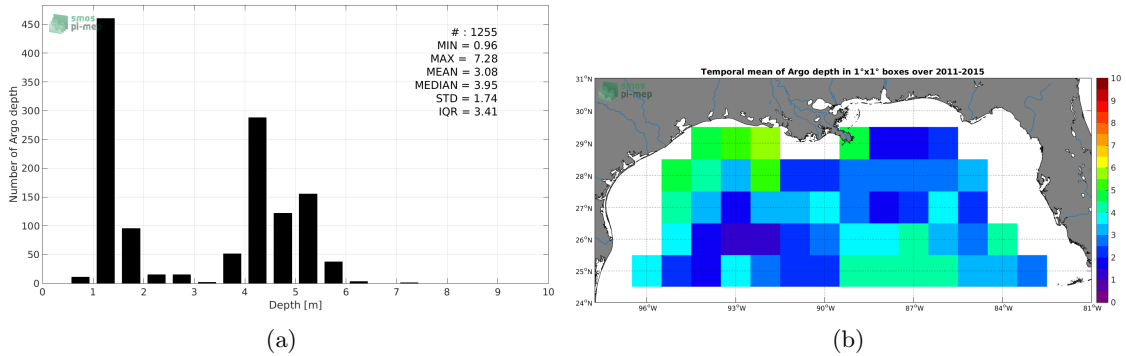 smos
pi-mep
# : 1255
MIN = 0.96
MAX = 7.28
MEAN = 3.08
MEDIAN = 3.95
STD = 1.74
IQR = 3.41
Number of Argo depth
450
400
350
300
250
200
150
100
50
0
0 1 2 3 4 5 6 7 8 9 10
Depth [m]
(a)
Temporal mean of Argo depth in 1°x1° boxes over 2011-2015
smos
pi-mep
31°N
30°N
29°N
28°N
27°N
26°N
25°N
24°N
96°W 93°W 90°W 87°W 84°W 81°W
10
9
8
7
6
5
4
3
2
1
0
(b)